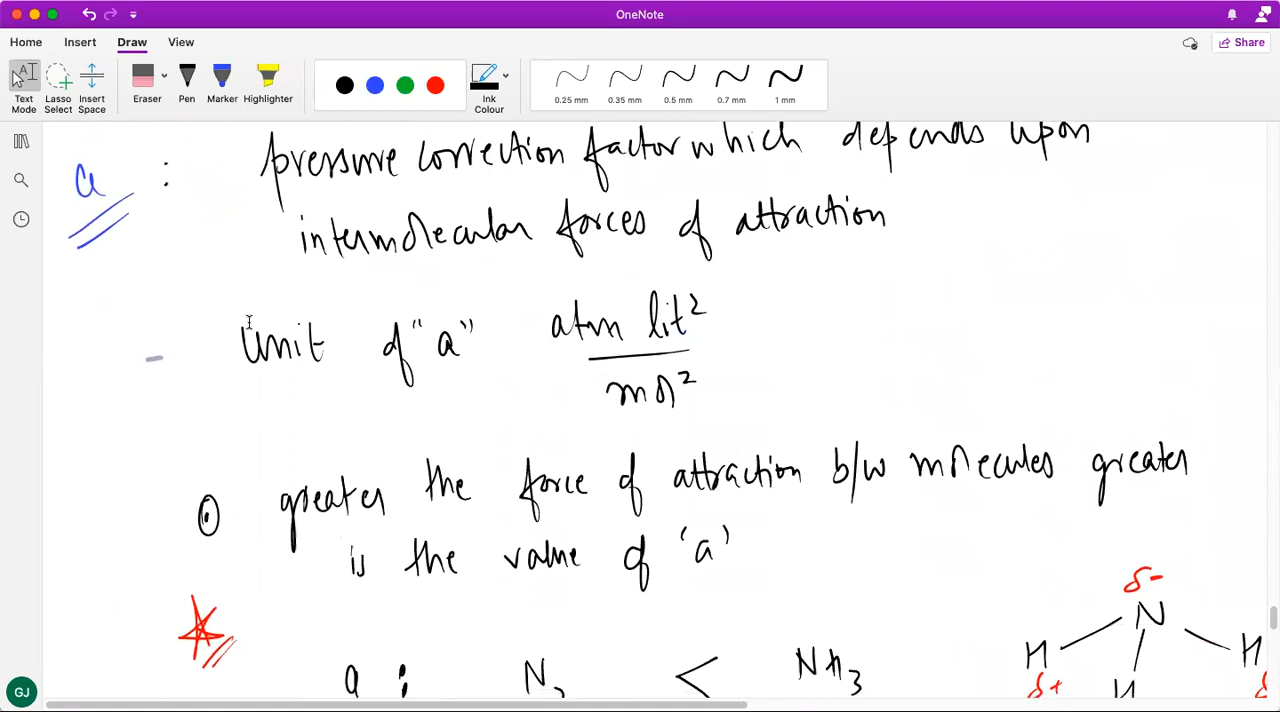 OneNote
Home Insert Draw View
Share
Text Mode
Lasso Select
Insert Space
Eraser
Pen
Marker
Highlighter
Ink Colour
0.25 mm
0.35 mm
0.5 mm
0.7 mm
1 mm
a : pressure correction factor which depends upon
intermolecular forces of attraction
- Unit of "a" atm lit²
mol²
greater the force of attraction b/w molecules greater
is the value of 'a'
δ-
N
H H
δ+ H δ
a : N₂ < NH₃
GJ